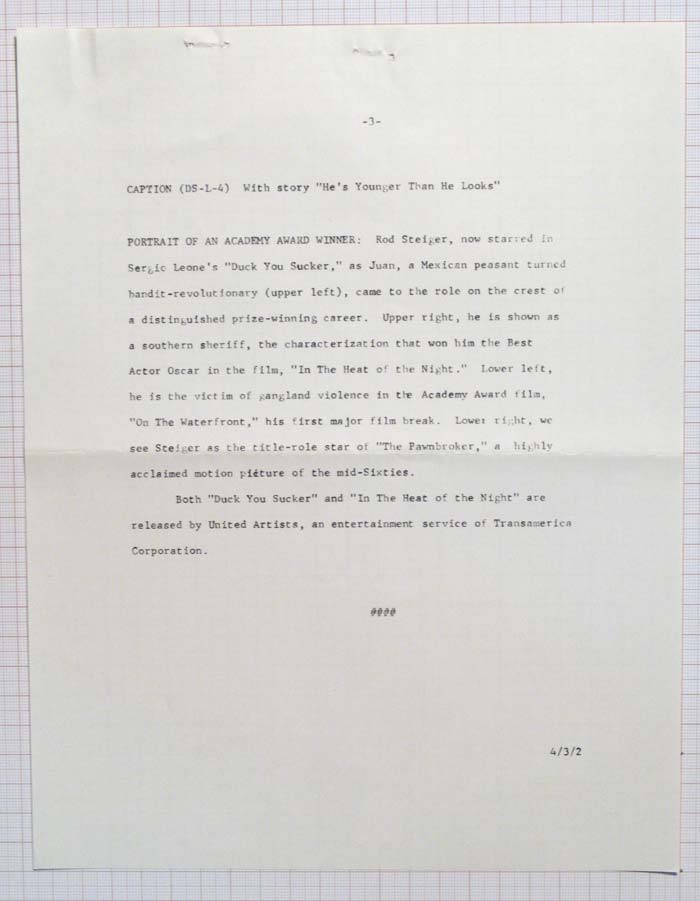 -3-
CAPTION (DS-L-4) With story "He's Younger Than He Looks"
PORTRAIT OF AN ACADEMY AWARD WINNER: Rod Steiger, now starred in
Sergio Leone's "Duck You Sucker," as Juan, a Mexican peasant turned
bandit-revolutionary (upper left), came to the role on the crest of
a distinguished prize-winning career. Upper right, he is shown as
a southern sheriff, the characterization that won him the Best
Actor Oscar in the film, "In The Heat of the Night." Lower left,
he is the victim of gangland violence in the Academy Award film,
"On The Waterfront," his first major film break. Lower right, we
see Steiger as the title-role star of "The Pawnbroker," a highly
acclaimed motion picture of the mid-Sixties.
Both "Duck You Sucker" and "In The Heat of the Night" are
released by United Artists, an entertainment service of Transamerica
Corporation.
@@@@
4/3/2